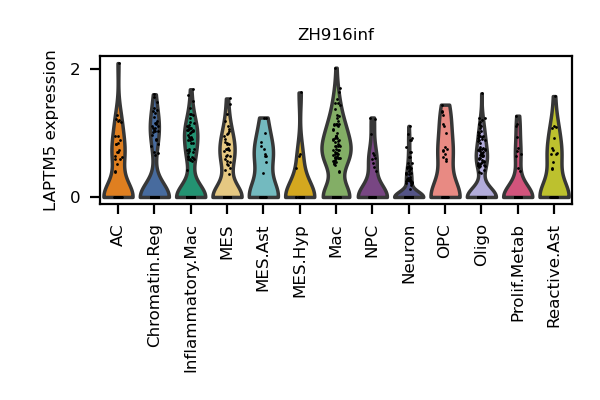 ZH916inf
LAPTM5 expression
2
0
AC
Chromatin.Reg
Inflammatory.Mac
MES
MES.Ast
MES.Hyp
Mac
NPC
Neuron
OPC
Oligo
Prolif.Metab
Reactive.Ast